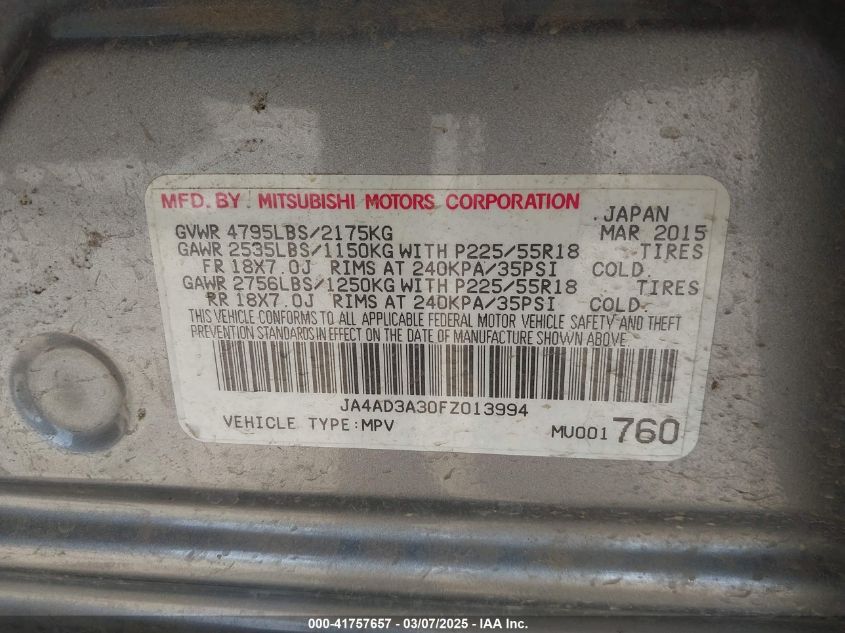 MFD. BY MITSUBISHI MOTORS CORPORATION
JAPAN
GVWR 4795LBS/2175KG MAR 2015
GAWR 2535LBS/1150KG WITH P225/55R18 TIRES
FR 18X7.0J RIMS AT 240KPA/35PSI COLD.
GAWR 2756LBS/1250KG WITH P225/55R18 TIRES
RR 18X7.0J RIMS AT 240KPA/35PSI COLD.
THIS VEHICLE CONFORMS TO ALL APPLICABLE FEDERAL MOTOR VEHICLE SAFETY AND THEFT
PREVENTION STANDARDS IN EFFECT ON THE DATE OF MANUFACTURE SHOWN ABOVE.
JA4AD3A30FZ013994
VEHICLE TYPE:MPV MU001 760
000-41757657 - 03/07/2025 - IAAI.com